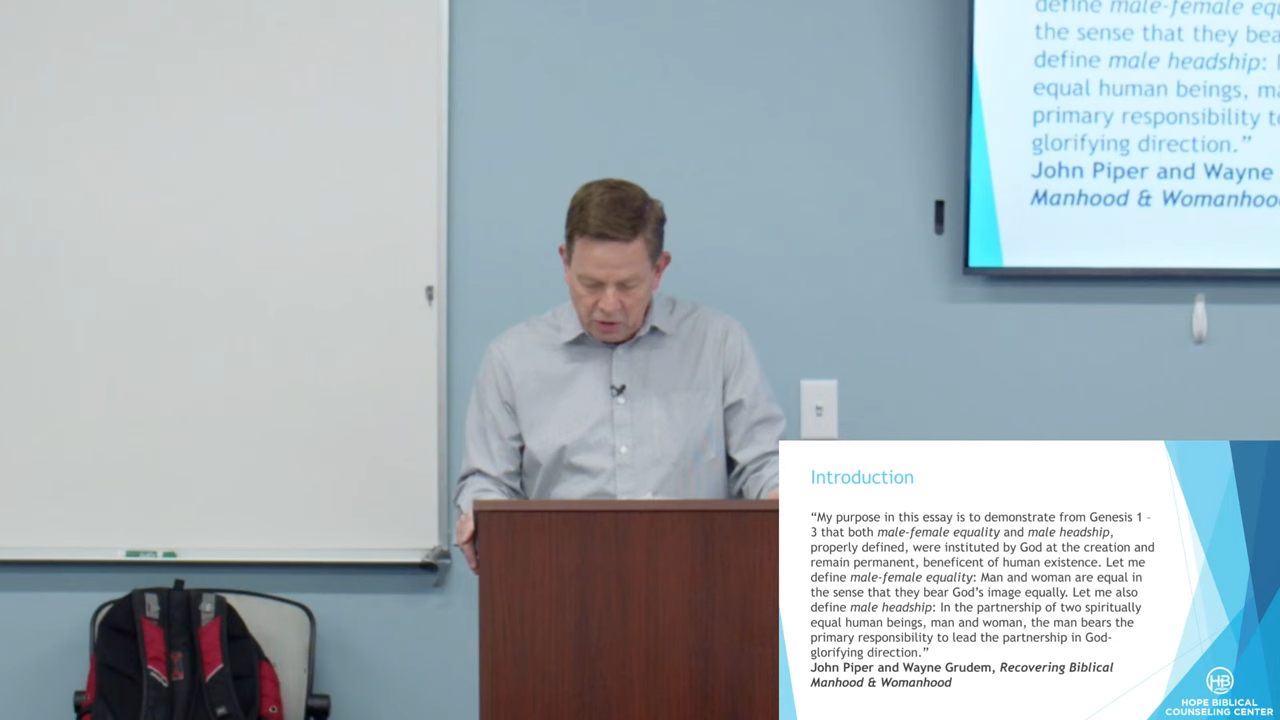 define male-female equ
the sense that they bea
define male headship:
equal human beings, ma
primary responsibility to
glorifying direction.”
John Piper and Wayne
Manhood & Womanhoo
Introduction
“My purpose in this essay is to demonstrate from Genesis 1 –
3 that both male-female equality and male headship,
properly defined, were instituted by God at the creation and
remain permanent, beneficent of human existence. Let me
define male-female equality: Man and woman are equal in
the sense that they bear God’s image equally. Let me also
define male headship: In the partnership of two spiritually
equal human beings, man and woman, the man bears the
primary responsibility to lead the partnership in God-
glorifying direction.”
John Piper and Wayne Grudem, Recovering Biblical
Manhood & Womanhood
HB
HOPE BIBLICAL
COUNSELING CENTER